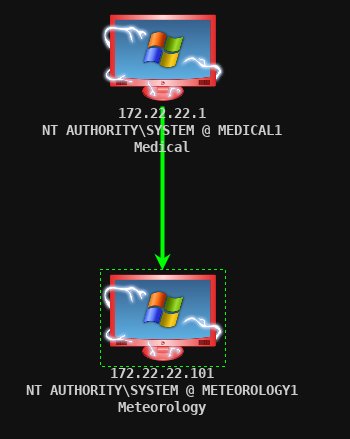 172.22.22.1
NT AUTHORITY\SYSTEM @ MEDICAL1
Medical
172.22.22.101
NT AUTHORITY\SYSTEM @ METEOROLOGY1
Meteorology